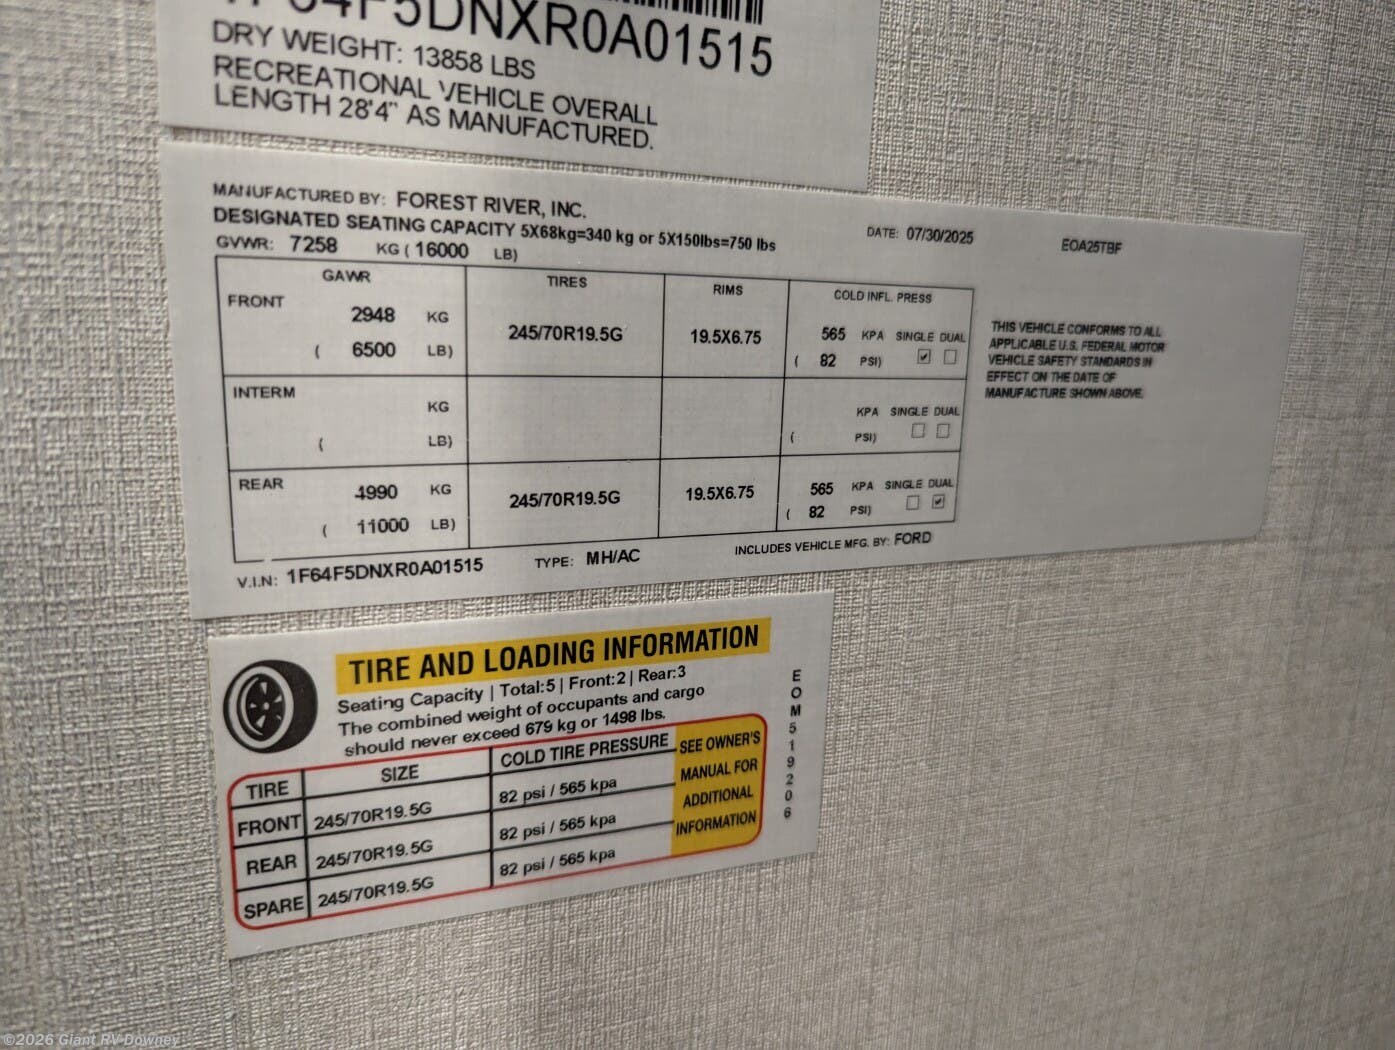 1F64F5DNXR0A01515
DRY WEIGHT: 13858 LBS
RECREATIONAL VEHICLE OVERALL
LENGTH 28'4" AS MANUFACTURED.
MANUFACTURED BY: FOREST RIVER, INC.
DESIGNATED SEATING CAPACITY 5X68kg=340 kg or 5X150lbs=750 lbs
DATE: 07/30/2025
EOA25TBF
GVWR: 7258 KG ( 16000 LB)
GAWR TIRES RIMS COLD INFL. PRESS
FRONT
2948 KG 245/70R19.5G 19.5X6.75 565 KPA SINGLE DUAL
( 6500 LB) ( 82 PSI) ✔ ☐
INTERM
KG KPA SINGLE DUAL
( LB) ( PSI) ☐ ☐
REAR
4990 KG 245/70R19.5G 19.5X6.75 565 KPA SINGLE DUAL
( 11000 LB) ( 82 PSI) ☐ ✔
THIS VEHICLE CONFORMS TO ALL
APPLICABLE U.S. FEDERAL MOTOR
VEHICLE SAFETY STANDARDS IN
EFFECT ON THE DATE OF
MANUFACTURE SHOWN ABOVE.
V.I.N: 1F64F5DNXR0A01515 TYPE: MH/AC INCLUDES VEHICLE MFG. BY: FORD
TIRE AND LOADING INFORMATION
Seating Capacity | Total:5 | Front:2 | Rear:3
The combined weight of occupants and cargo
should never exceed 679 kg or 1498 lbs.
TIRE SIZE COLD TIRE PRESSURE
FRONT 245/70R19.5G 82 psi / 565 kpa
REAR 245/70R19.5G 82 psi / 565 kpa
SPARE 245/70R19.5G 82 psi / 565 kpa
SEE OWNER'S
MANUAL FOR
ADDITIONAL
INFORMATION
EOM519206
©2026 Giant RV Downey